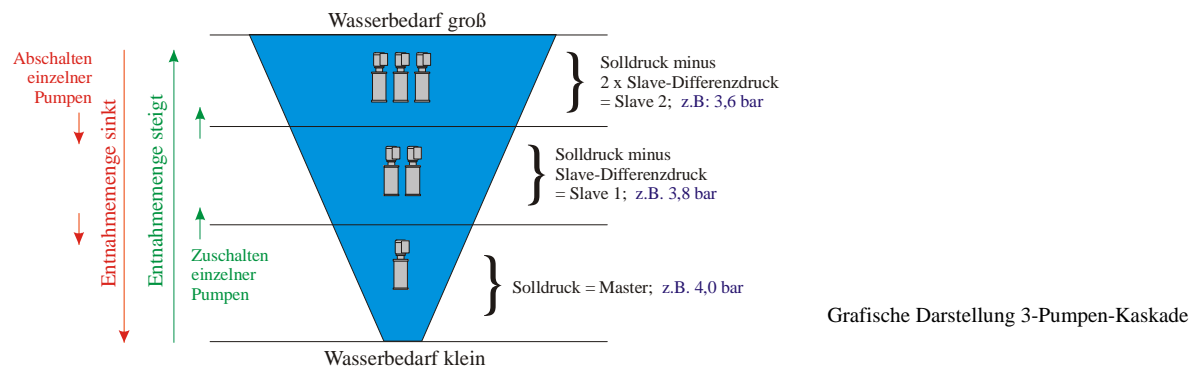 Wasserbedarf groß
Abschalten
einzelner
Pumpen
Entnahmemenge sinkt
Entnahmemenge steigt
Solldruck minus
2 x Slave-Differenzdruck
= Slave 2; z.B: 3,6 bar
Solldruck minus
Slave-Differenzdruck
= Slave 1; z.B. 3,8 bar
Zuschalten
einzelner
Pumpen
Solldruck = Master; z.B. 4,0 bar
Wasserbedarf klein
Grafische Darstellung 3-Pumpen-Kaskade